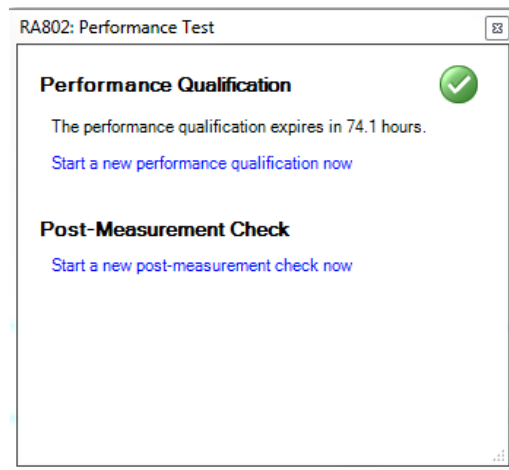 RA802: Performance Test
Performance Qualification
The performance qualification expires in 74.1 hours.
Start a new performance qualification now
Post-Measurement Check
Start a new post-measurement check now